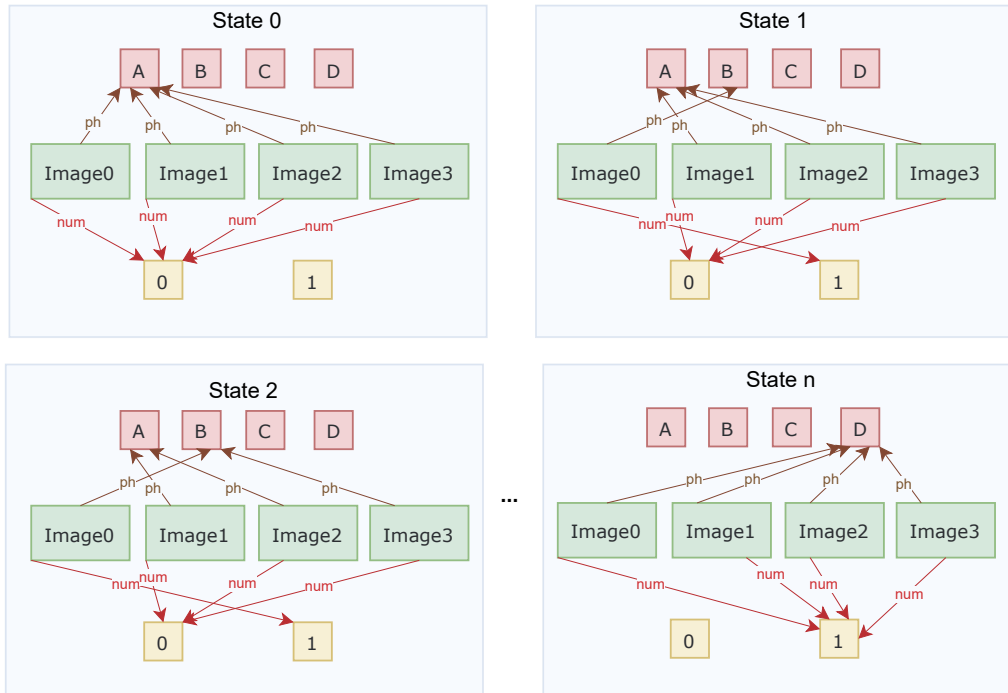 State 0
A B C D
ph ph ph ph
Image0 Image1 Image2 Image3
num num num num
0 1
State 1
A B C D
ph ph ph ph
Image0 Image1 Image2 Image3
num num num num
0 1
State 2
A B C D
ph ph ph ph
Image0 Image1 Image2 Image3
num num num num
0 1
...
State n
A B C D
ph ph ph ph
Image0 Image1 Image2 Image3
num num num num
0 1